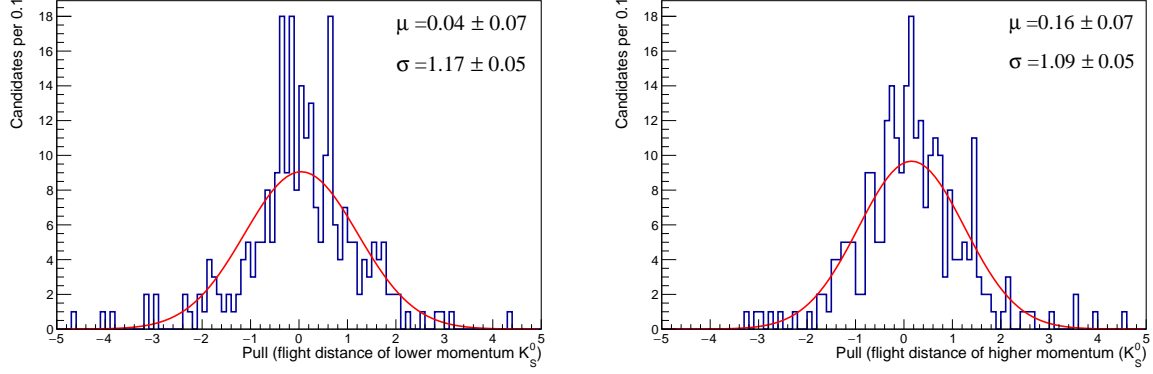 Candidates per 0.1
18
16
14
12
10
8
6
4
2
0
μ =0.04 ± 0.07
σ =1.17 ± 0.05
−5 −4 −3 −2 −1 0 1 2 3 4 5
Pull (flight distance of lower momentum K⁰_S)
Candidates per 0.1
18
16
14
12
10
8
6
4
2
0
μ =0.16 ± 0.07
σ =1.09 ± 0.05
−5 −4 −3 −2 −1 0 1 2 3 4 5
Pull (flight distance of higher momentum (K⁰_S)